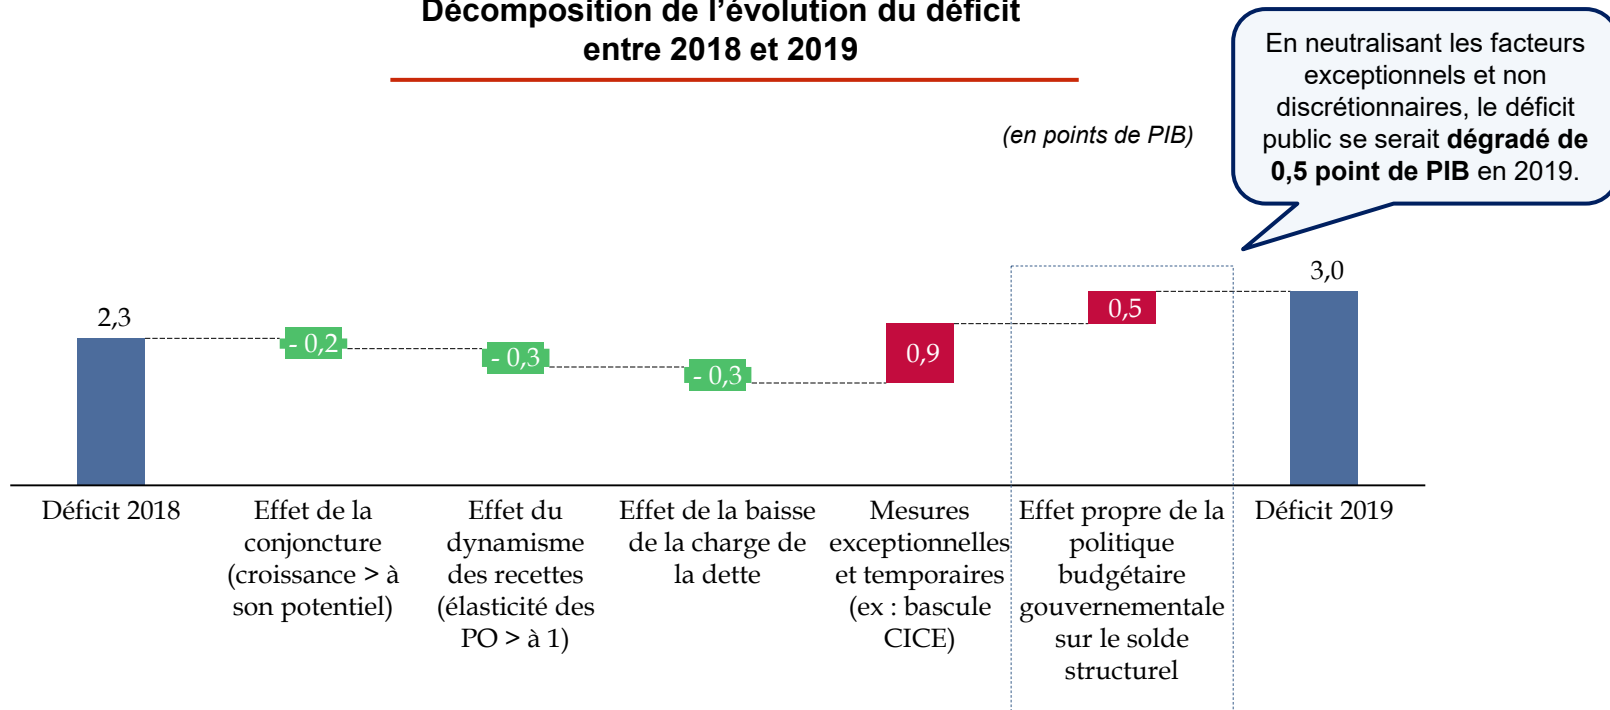 Décomposition de l’évolution du déficit
entre 2018 et 2019
En neutralisant les facteurs
exceptionnels et non
discrétionnaires, le déficit
public se serait dégradé de
0,5 point de PIB en 2019.
(en points de PIB)
2,3
- 0,2
- 0,3
- 0,3
0,9
0,5
3,0
Déficit 2018
Effet de la
conjoncture
(croissance > à
son potentiel)
Effet du
dynamisme
des recettes
(élasticité des
PO > à 1)
Effet de la baisse
de la charge de
la dette
Mesures
exceptionnelles
et temporaires
(ex : bascule
CICE)
Effet propre de la
politique
budgétaire
gouvernementale
sur le solde
structurel
Déficit 2019